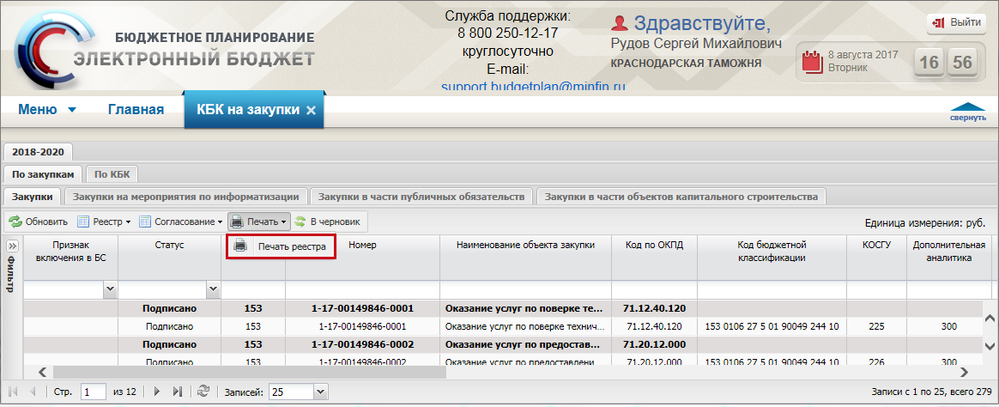 БЮДЖЕТНОЕ ПЛАНИРОВАНИЕ
ЭЛЕКТРОННЫЙ БЮДЖЕТ
Служба поддержки:
8 800 250-12-17
круглосуточно
E-mail:
support.budgetplan@minfin.ru
Здравствуйте,
Рудов Сергей Михайлович
КРАСНОДАРСКАЯ ТАМОЖНЯ
Выйти
8 августа 2017
Вторник
16 56
Меню Главная КБК на закупки
свернуть
2018-2020
По закупкам По КБК
Закупки Закупки на мероприятия по информатизации Закупки в части публичных обязательств Закупки в части объектов капитального строительства
Обновить Реестр Согласование Печать В черновик
Единица измерения: руб.
Печать реестра
Фильтр
Признак включения в БС Статус Номер Наименование объекта закупки Код по ОКПД Код бюджетной классификации КОСГУ Дополнительная аналитика
Подписано 153 1-17-00149846-0001 Оказание услуг по поверке те... 71.12.40.120
Подписано 153 1-17-00149846-0001 Оказание услуг по поверке технич... 71.12.40.120 153 0106 27 5 01 90049 244 10 225 300
Подписано 153 1-17-00149846-0002 Оказание услуг по предостав... 71.20.12.000
Подписано 153 1-17-00149846-0002 Оказание услуг по предоставлени... 71.20.12.000 153 0106 27 5 01 90049 244 10 226 300
Стр. 1 из 12 Записей: 25 Записи с 1 по 25, всего 279